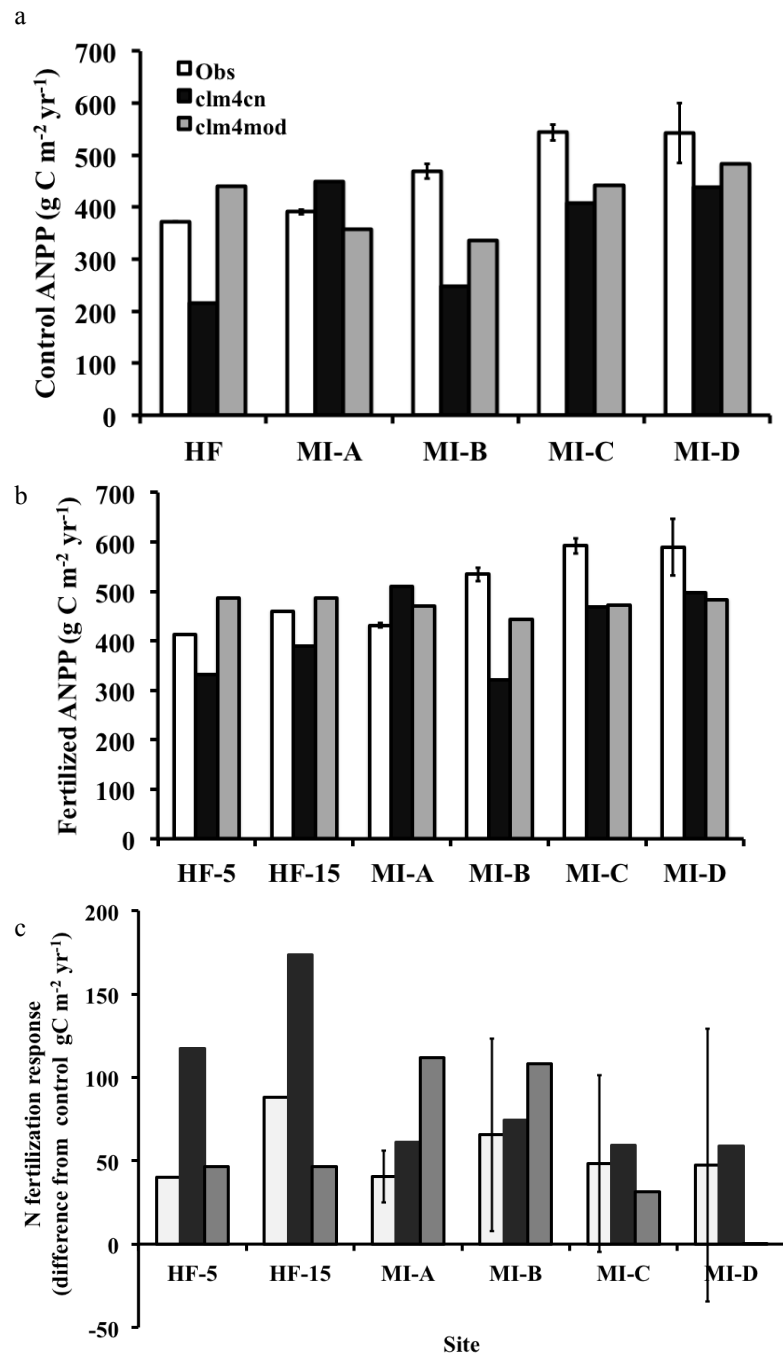 a
Control ANPP (g C m⁻² yr⁻¹)
700
600
500
400
300
200
100
0
Obs
clm4cn
clm4mod
HF MI-A MI-B MI-C MI-D
b
Fertilized ANPP (g C m⁻² yr⁻¹)
700
600
500
400
300
200
100
0
HF-5 HF-15 MI-A MI-B MI-C MI-D
c
N fertilization response
(difference from control gC m⁻² yr⁻¹)
200
150
100
50
0
-50
HF-5 HF-15 MI-A MI-B MI-C MI-D
Site